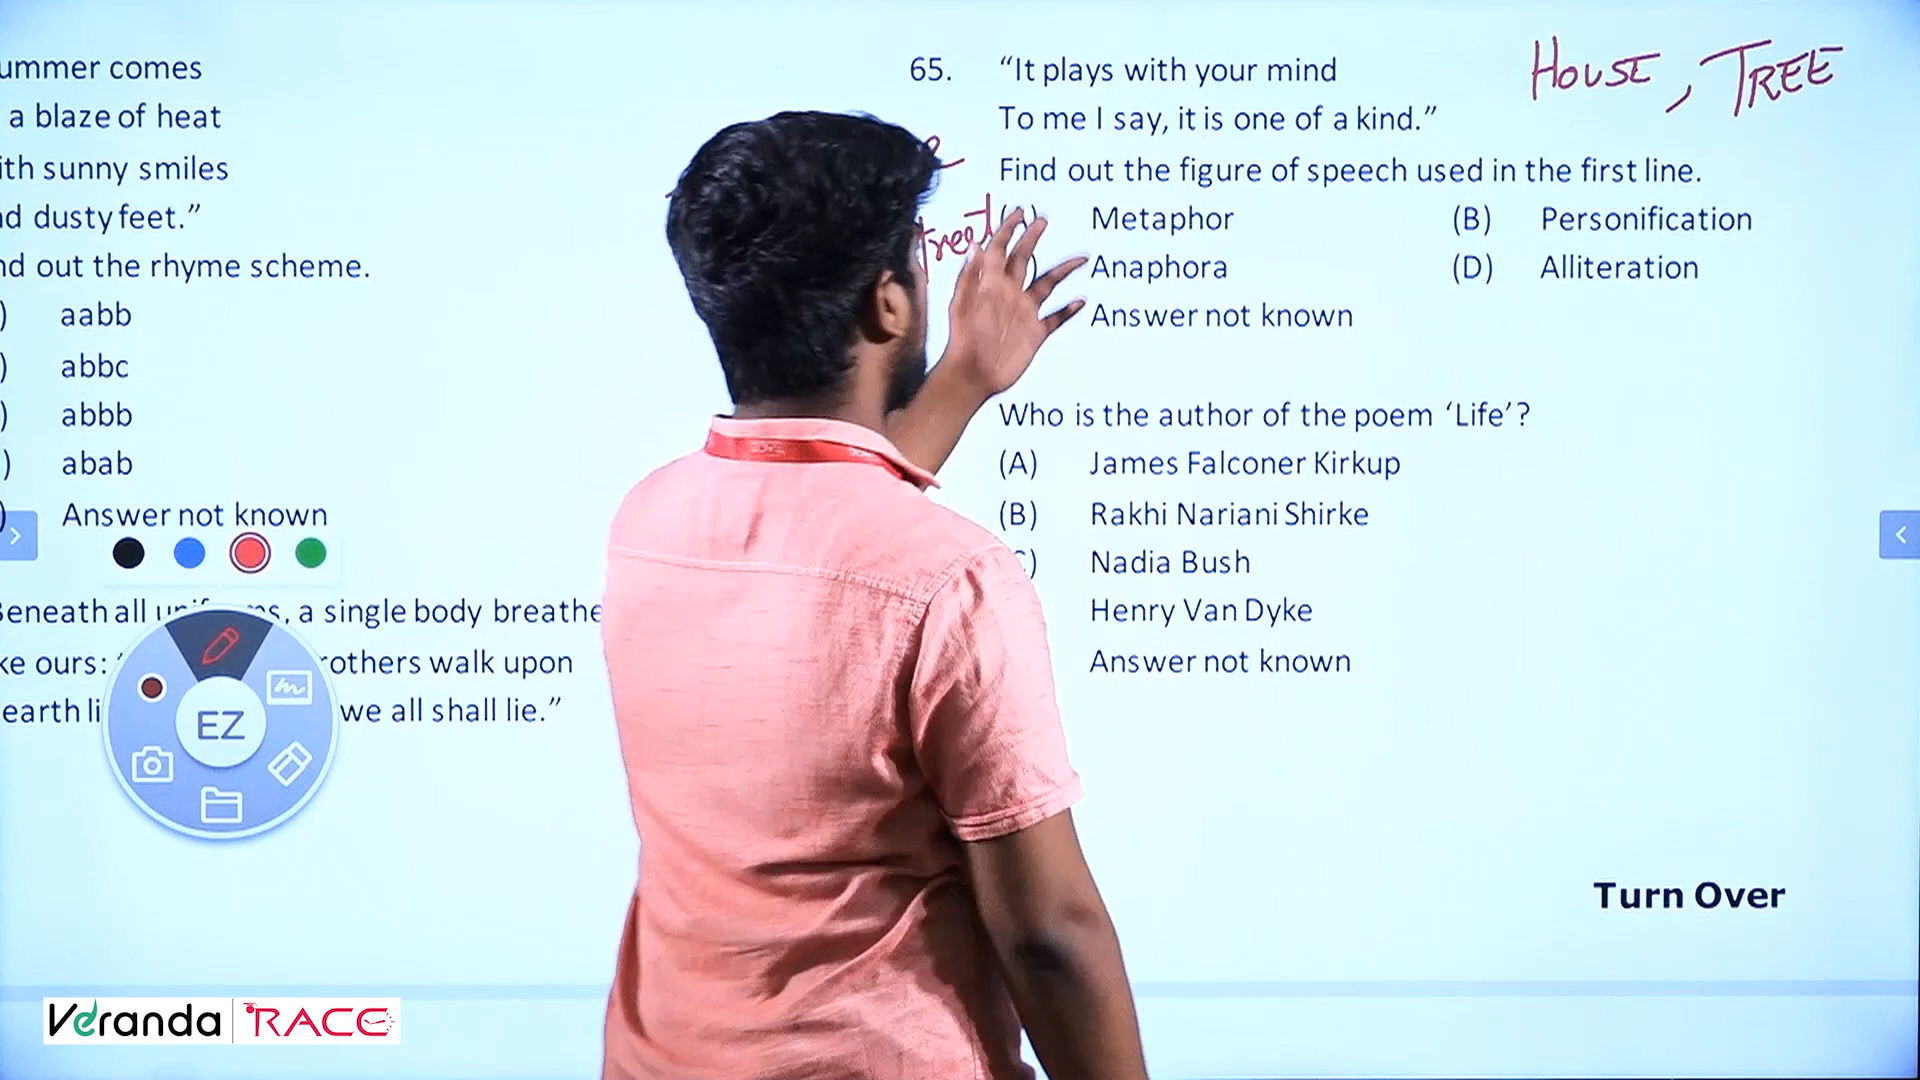 ummer comes
a blaze of heat
ith sunny smiles
d dusty feet.”
nd out the rhyme scheme.
) aabb
) abbc
) abbb
) abab
) Answer not known
eneath all a single body breathe
ke ours: rothers walk upon
earth li we all shall lie.”
EZ
65. “It plays with your mind
To me I say, it is one of a kind.”
Find out the figure of speech used in the first line.
Metaphor (B) Personification
Anaphora (D) Alliteration
Answer not known
Who is the author of the poem ‘Life’?
(A) James Falconer Kirkup
(B) Rakhi Nariani Shirke
) Nadia Bush
Henry Van Dyke
Answer not known
HOUSE, TREE
Turn Over
Veranda RACE